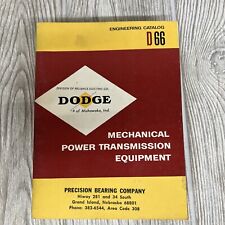 ENGINEERING CATALOG
D66
DIVISION OF RELIANCE ELECTRIC CO.
DODGE
of Mishawaka, Ind.
MECHANICAL
POWER TRANSMISSION
EQUIPMENT
PRECISION BEARING COMPANY
Hiway 281 and 34 South
Grand Island, Nebraska 68801
Phone: 382-6544, Area Code 308